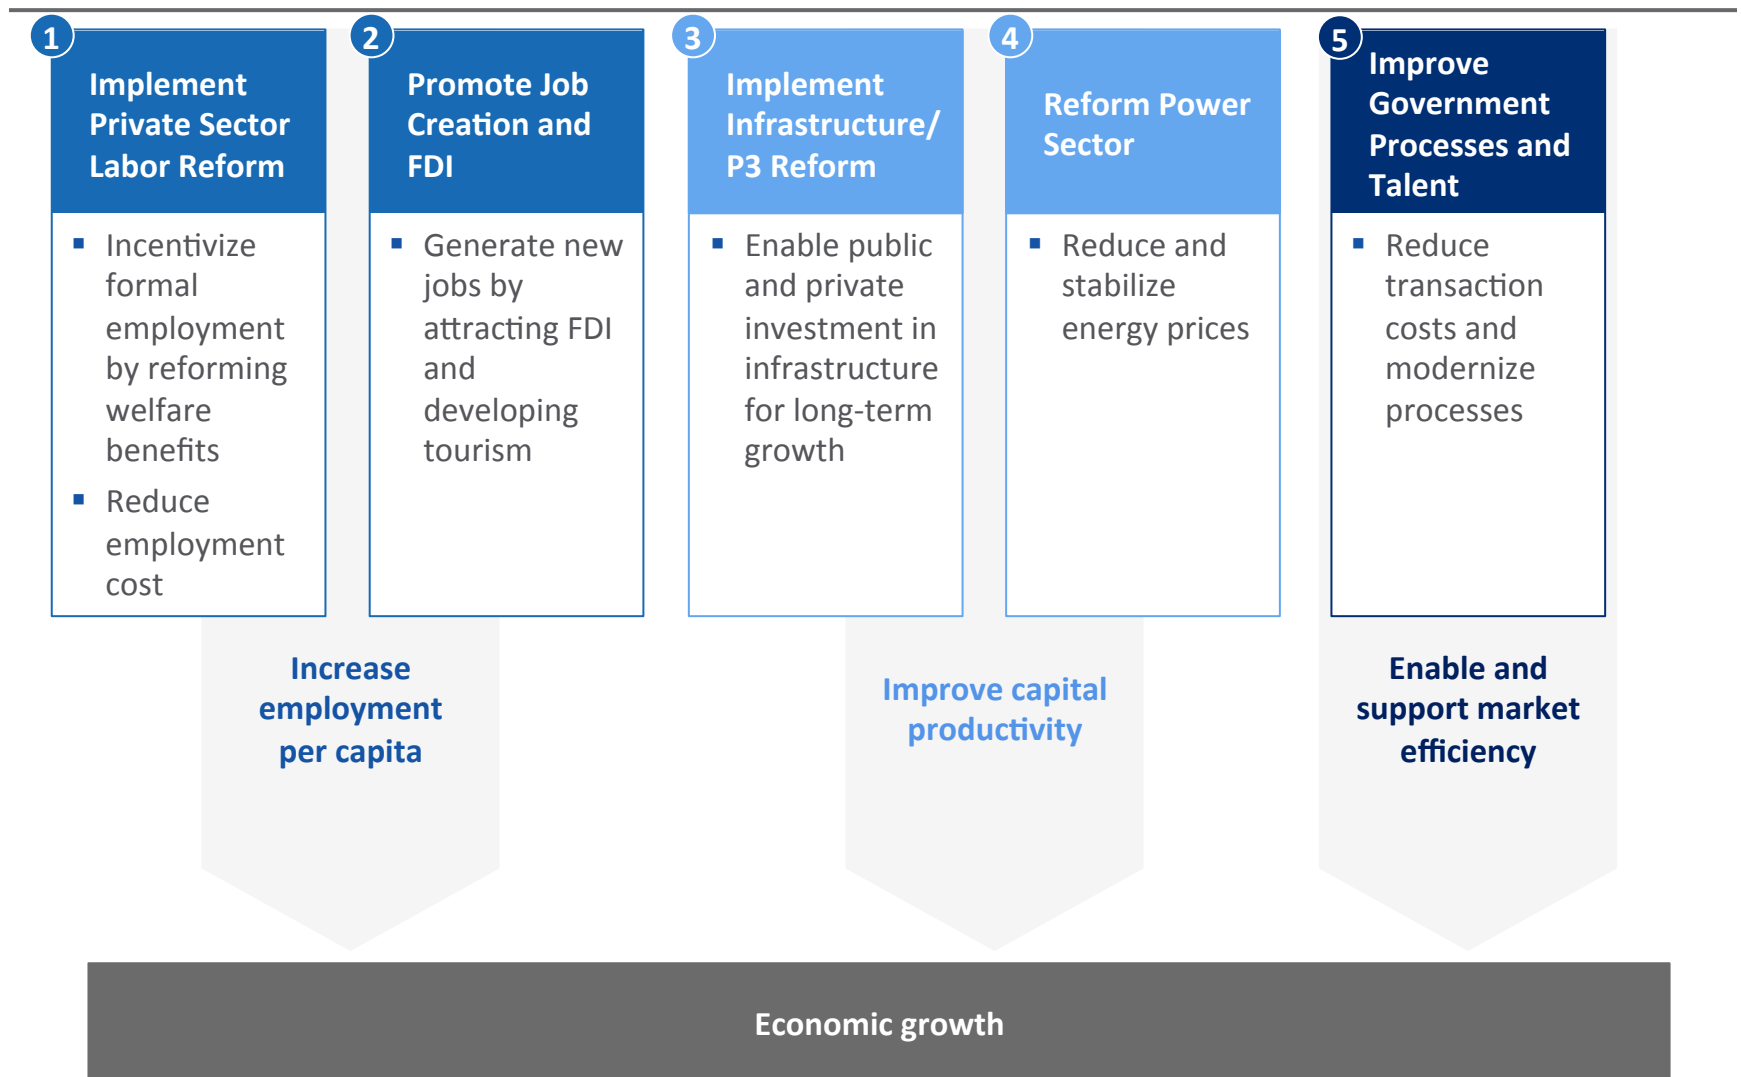 1
Implement
Private Sector
Labor Reform
▪ Incentivize
formal
employment
by reforming
welfare
benefits
▪ Reduce
employment
cost
2
Promote Job
Creation and
FDI
▪ Generate new
jobs by
attracting FDI
and
developing
tourism
3
Implement
Infrastructure/
P3 Reform
▪ Enable public
and private
investment in
infrastructure
for long-term
growth
4
Reform Power
Sector
▪ Reduce and
stabilize
energy prices
5
Improve
Government
Processes and
Talent
▪ Reduce
transaction
costs and
modernize
processes
Increase
employment
per capita
Improve capital
productivity
Enable and
support market
efficiency
Economic growth